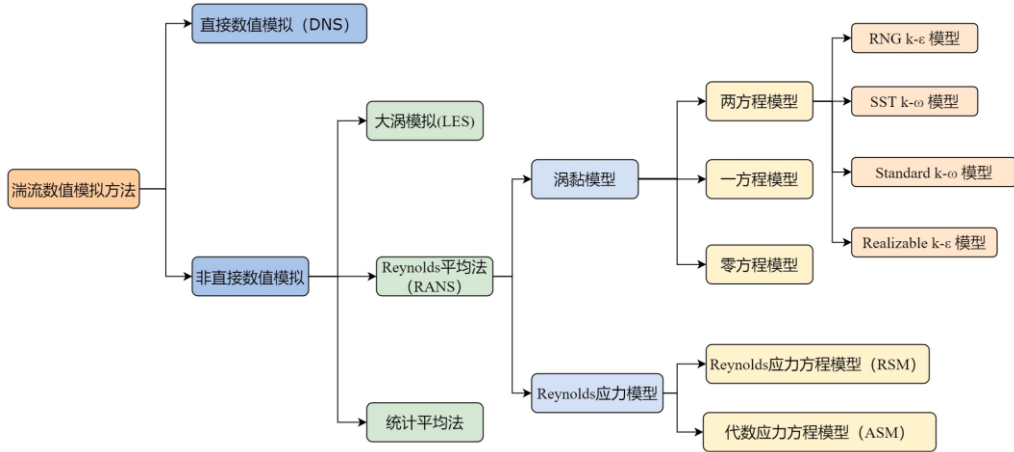 湍流数值模拟方法
直接数值模拟（DNS）
非直接数值模拟
大涡模拟(LES)
Reynolds平均法
（RANS）
统计平均法
涡黏模型
Reynolds应力模型
两方程模型
一方程模型
零方程模型
Reynolds应力方程模型（RSM）
代数应力方程模型（ASM）
RNG k-ε 模型
SST k-ω 模型
Standard k-ω 模型
Realizable k-ε 模型